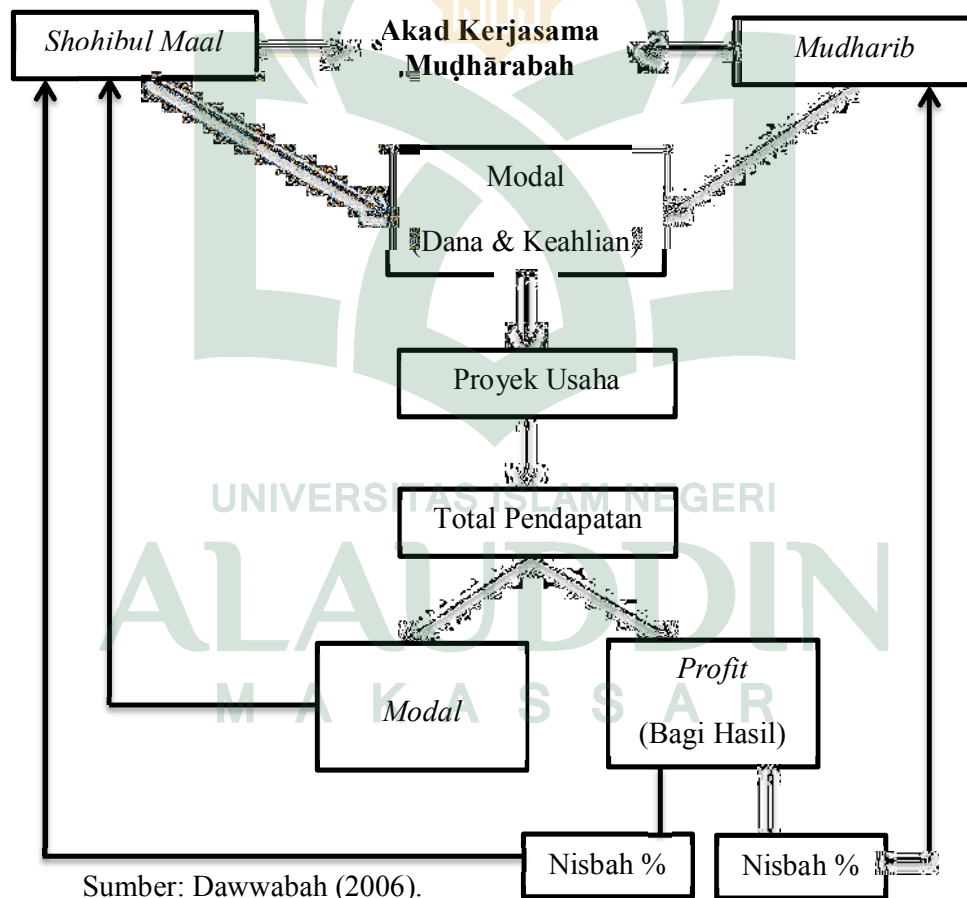 Shohibul Maal
Akad Kerjasama
Muḍhārabah
Mudharib
Modal
(Dana & Keahlian)
Proyek Usaha
UNIVERSITAS ISLAM NEGERI
Total Pendapatan
ALAUDDIN
Modal
Profit
(Bagi Hasil)
MAKASSAR
Nisbah %
Nisbah %
Sumber: Dawwabah (2006).